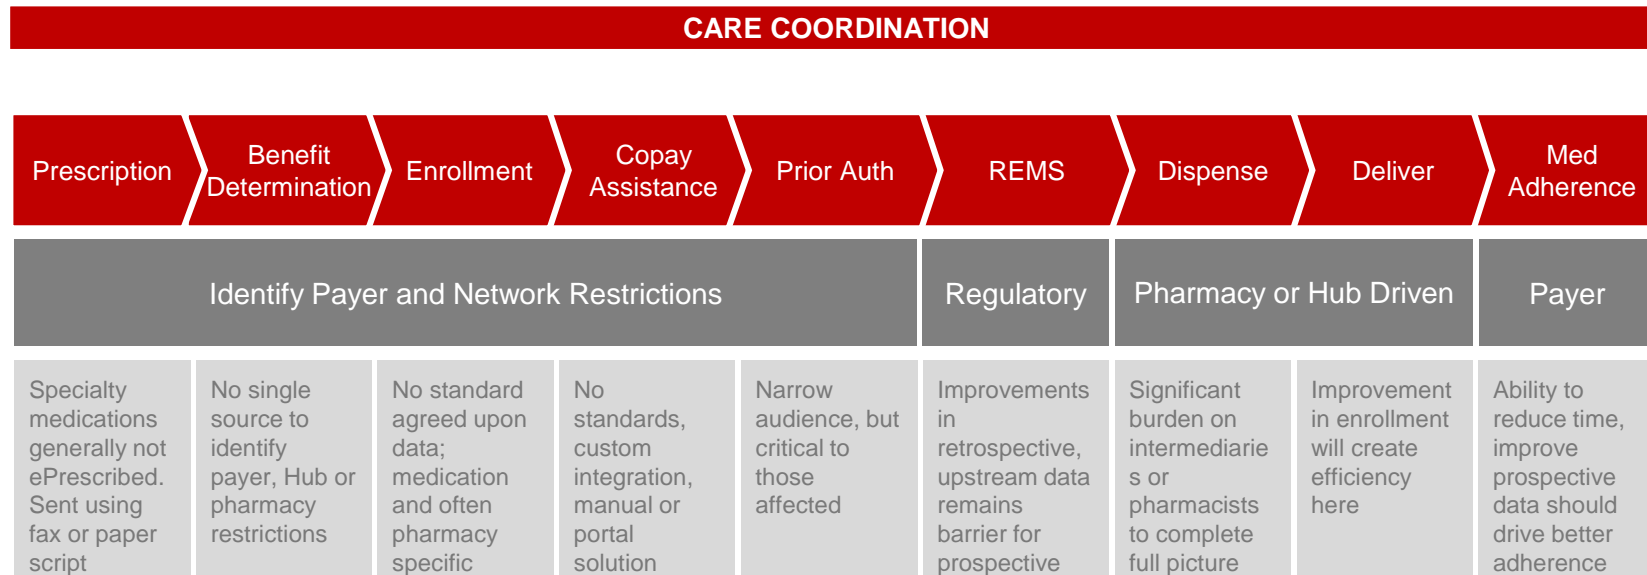 CARE COORDINATION
Prescription
Benefit
Determination
Enrollment
Copay
Assistance
Prior Auth
REMS
Dispense
Deliver
Med
Adherence
Identify Payer and Network Restrictions
Regulatory
Pharmacy or Hub Driven
Payer
Specialty
medications
generally not
ePrescribed.
Sent using
fax or paper
script
No single
source to
identify
payer, Hub or
pharmacy
restrictions
No standard
agreed upon
data;
medication
and often
pharmacy
specific
No
standards,
custom
integration,
manual or
portal
solution
Narrow
audience, but
critical to
those
affected
Improvements
in
retrospective,
upstream data
remains
barrier for
prospective
Significant
burden on
intermediarie
s or
pharmacists
to complete
full picture
Improvement
in enrollment
will create
efficiency
here
Ability to
reduce time,
improve
prospective
data should
drive better
adherence